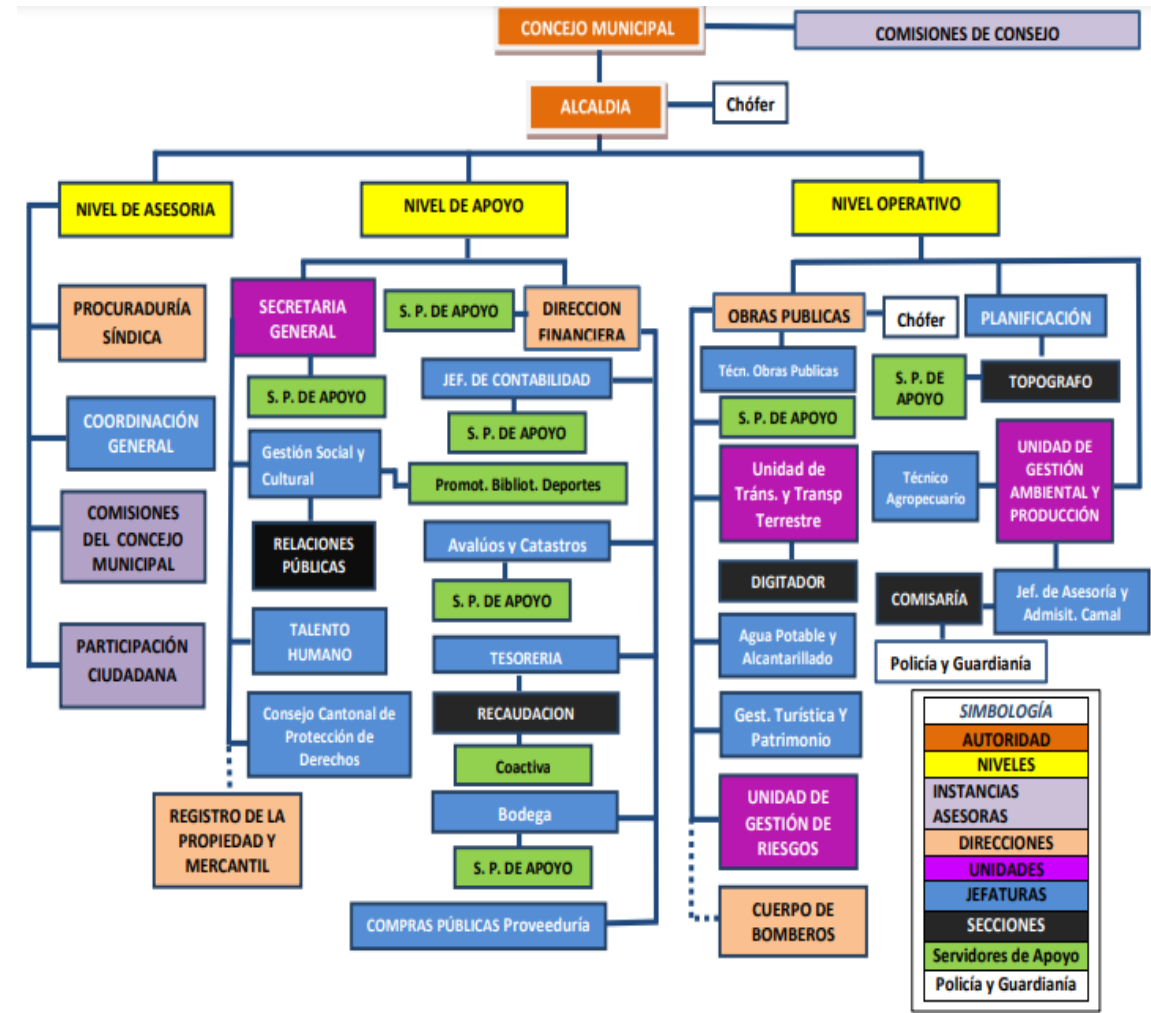 CONCEJO MUNICIPAL
COMISIONES DE CONSEJO
ALCALDIA
Chófer
NIVEL DE ASESORIA
NIVEL DE APOYO
NIVEL OPERATIVO
PROCURADURÍA
SÍNDICA
COORDINACIÓN
GENERAL
COMISIONES
DEL CONCEJO
MUNICIPAL
PARTICIPACIÓN
CIUDADANA
SECRETARIA
GENERAL
S. P. DE APOYO
Gestión Social y
Cultural
Promot. Bibliot. Deportes
RELACIONES
PÚBLICAS
TALENTO
HUMANO
Consejo Cantonal de
Protección de
Derechos
REGISTRO DE LA
PROPIEDAD Y
MERCANTIL
S. P. DE APOYO
DIRECCION
FINANCIERA
JEF. DE CONTABILIDAD
S. P. DE APOYO
Avalúos y Catastros
S. P. DE APOYO
TESORERIA
RECAUDACION
Coactiva
Bodega
S. P. DE APOYO
COMPRAS PÚBLICAS Proveeduría
OBRAS PUBLICAS
Chófer
Técn. Obras Publicas
S. P. DE APOYO
Unidad de
Tráns. y Transp
Terrestre
DIGITADOR
Agua Potable y
Alcantarillado
Gest. Turística Y
Patrimonio
UNIDAD DE
GESTIÓN DE
RIESGOS
CUERPO DE
BOMBEROS
PLANIFICACIÓN
S. P. DE
APOYO
TOPOGRAFO
UNIDAD DE
GESTIÓN
AMBIENTAL Y
PRODUCCIÓN
Técnico
Agropecuario
Jef. de Asesoría y
Admisit. Camal
COMISARÍA
Policía y Guardianía
SIMBOLOGÍA
AUTORIDAD
NIVELES
INSTANCIAS
ASESORAS
DIRECCIONES
UNIDADES
JEFATURAS
SECCIONES
Servidores de Apoyo
Policía y Guardianía